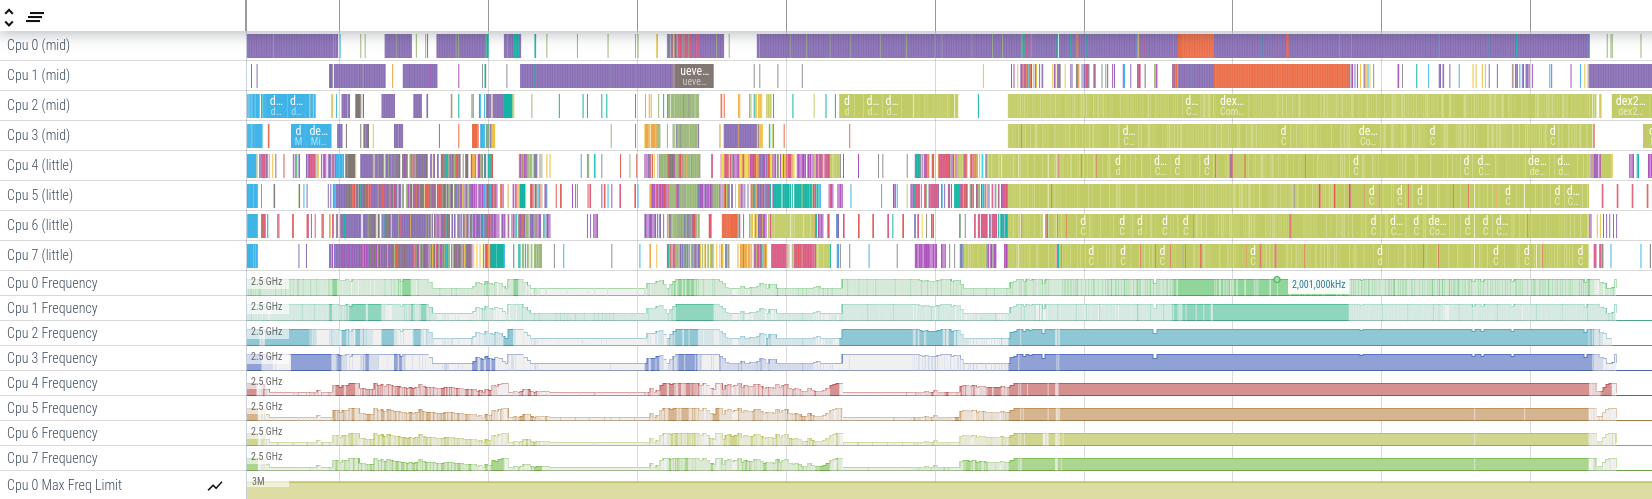 Cpu 0 (mid)
Cpu 1 (mid)
ueve...
ueve...
Cpu 2 (mid)
d... d... d d... d... d... dex... dex2...
d... d... d d... d... C... Com... dex2...
Cpu 3 (mid)
d de... d... d de... d d d
M Mi... C C Co... C C
Cpu 4 (little)
d d... d d d d d... de... d...
d C... C C C C C... de... d...
Cpu 5 (little)
d d d d d d...
C C C C C C...
Cpu 6 (little)
d d d d d d d... d de... d d d...
C C d C C C C... C Co... C C C...
Cpu 7 (little)
d d d d d d d d
C C C C d C C C
Cpu 0 Frequency
2.5 GHz
2,001,000kHz
Cpu 1 Frequency
2.5 GHz
Cpu 2 Frequency
2.5 GHz
Cpu 3 Frequency
2.5 GHz
Cpu 4 Frequency
2.5 GHz
Cpu 5 Frequency
2.5 GHz
Cpu 6 Frequency
2.5 GHz
Cpu 7 Frequency
2.5 GHz
Cpu 0 Max Freq Limit
3M